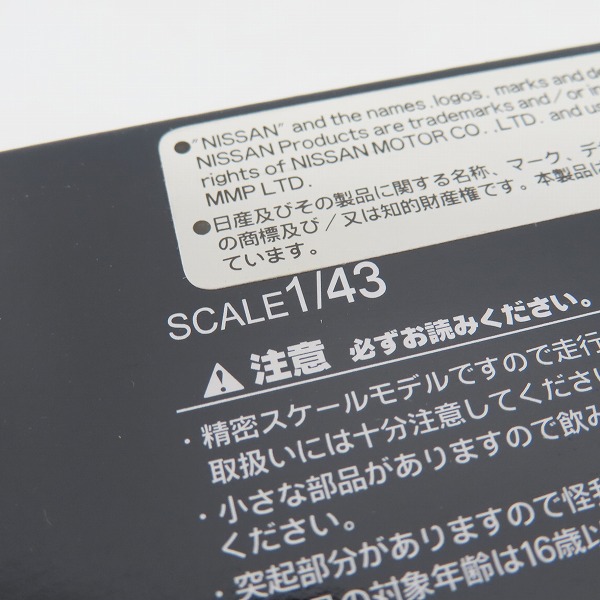 ●"NISSAN" and the names, logos, marks and de
NISSAN Products are trademarks and/or in
rights of NISSAN MOTOR CO., LTD. and us
MMP LTD.
●日産及びその製品に関する名称、マーク、デ
の商標及び/又は知的財産権です。本製品は
ています。
SCALE1/43
⚠注意 必ずお読みください。
・精密スケールモデルですので走行
取扱いには十分注意してくださ
・小さな部品がありますので飲み
ください。
・突起部分がありますので怪我
の対象年齢は16歳以